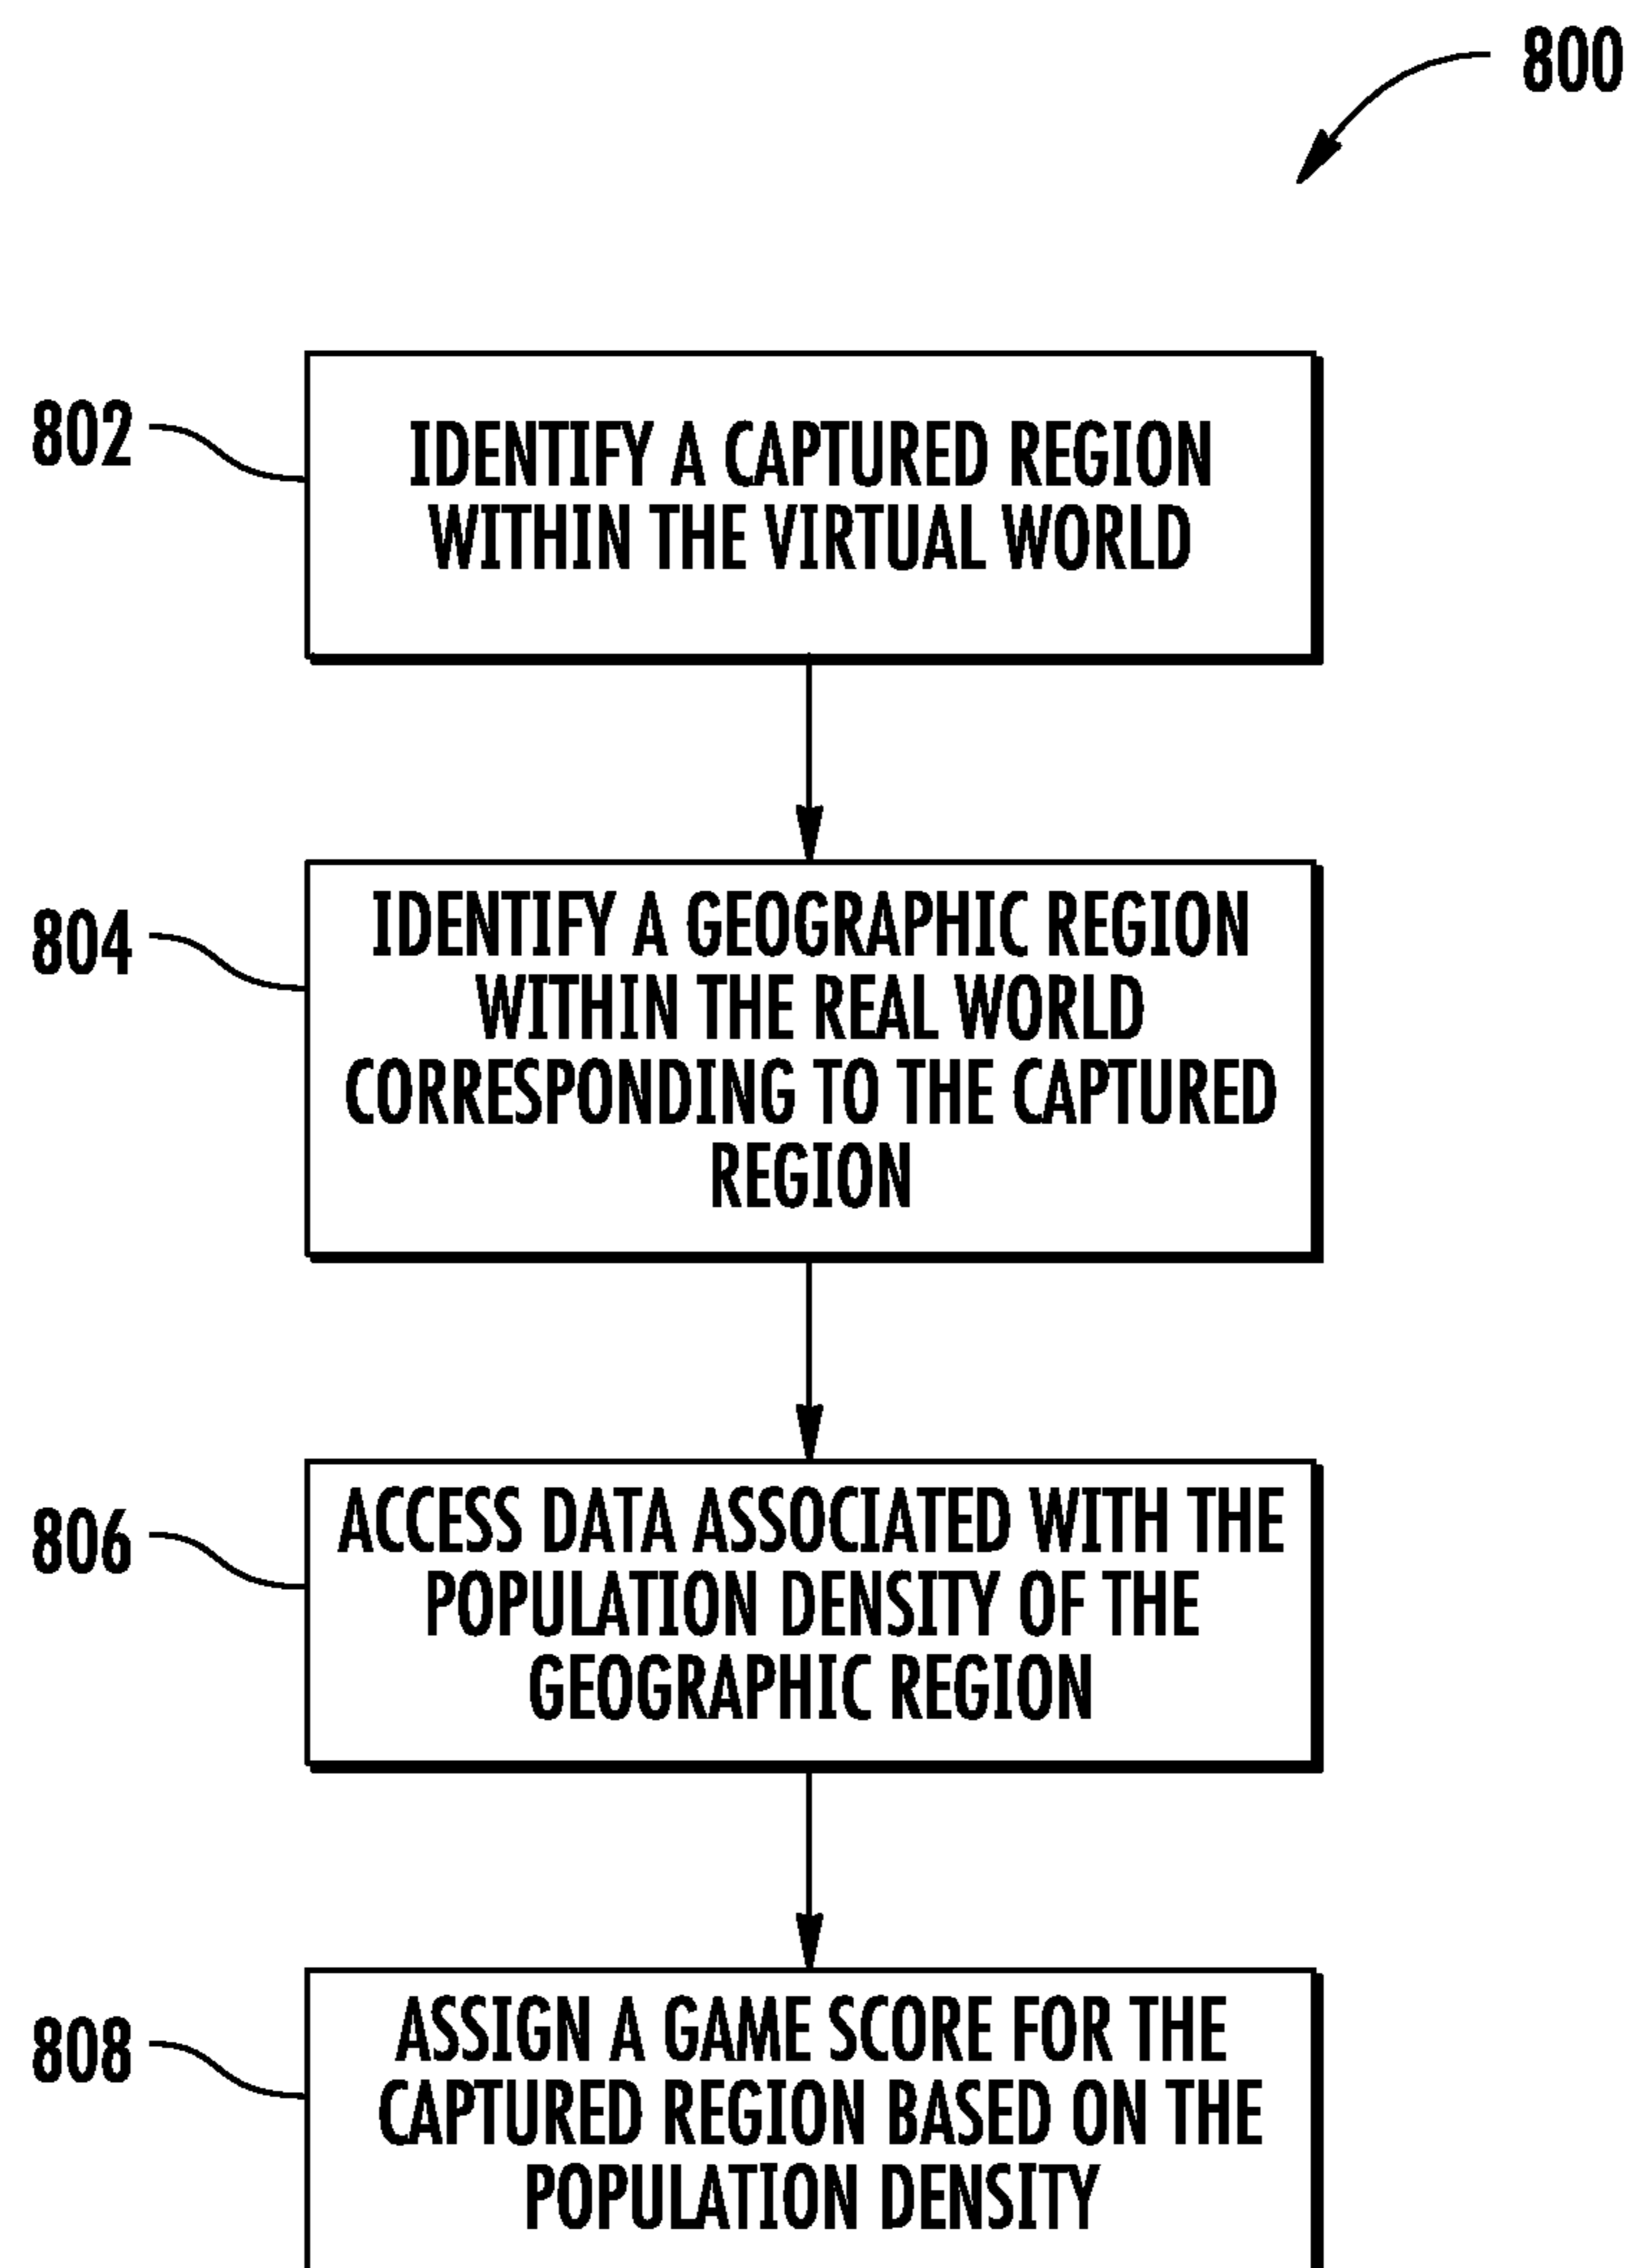 800
802
IDENTIFY A CAPTURED REGION
WITHIN THE VIRTUAL WORLD
804
IDENTIFY A GEOGRAPHIC REGION
WITHIN THE REAL WORLD
CORRESPONDING TO THE CAPTURED
REGION
806
ACCESS DATA ASSOCIATED WITH THE
POPULATION DENSITY OF THE
GEOGRAPHIC REGION
808
ASSIGN A GAME SCORE FOR THE
CAPTURED REGION BASED ON THE
POPULATION DENSITY